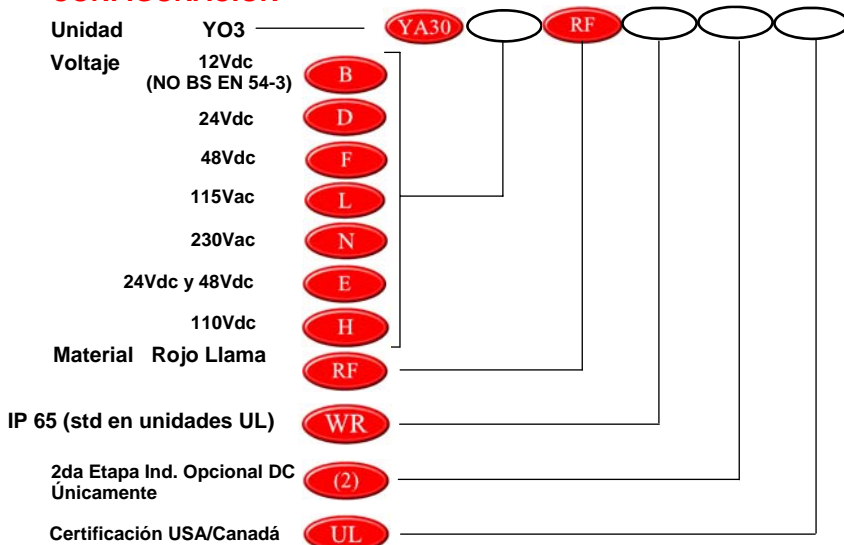 CONFIGURACIÓN
Unidad YO3 YA30 RF
Voltaje 12Vdc B
(NO BS EN 54-3)
24Vdc D
48Vdc F
115Vac L
230Vac N
24Vdc y 48Vdc E
110Vdc H
Material Rojo Llama RF
IP 65 (std en unidades UL) WR
2da Etapa Ind. Opcional DC (2)
Únicamente
Certificación USA/Canadá UL